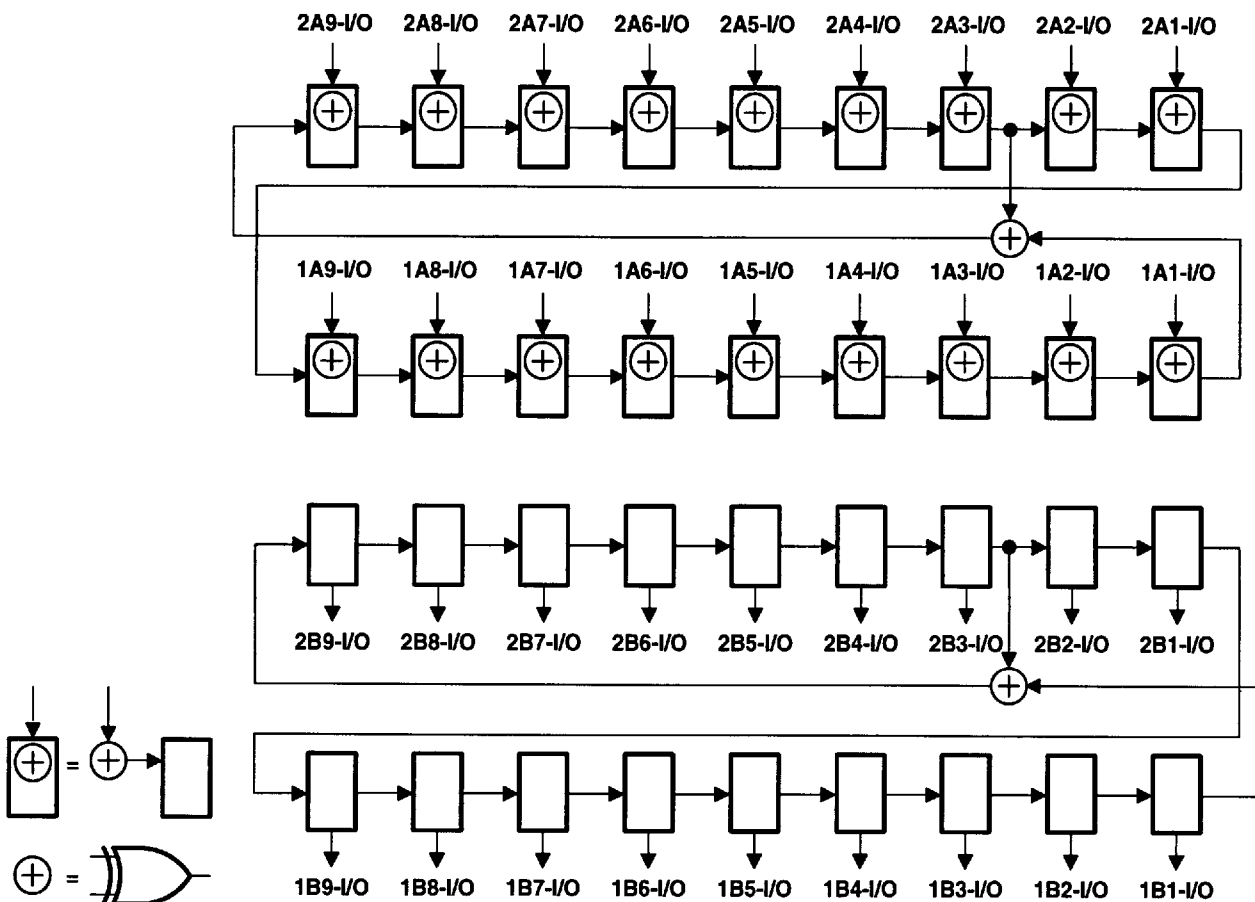 2A9-I/O 2A8-I/O 2A7-I/O 2A6-I/O 2A5-I/O 2A4-I/O 2A3-I/O 2A2-I/O 2A1-I/O
1A9-I/O 1A8-I/O 1A7-I/O 1A6-I/O 1A5-I/O 1A4-I/O 1A3-I/O 1A2-I/O 1A1-I/O
2B9-I/O 2B8-I/O 2B7-I/O 2B6-I/O 2B5-I/O 2B4-I/O 2B3-I/O 2B2-I/O 2B1-I/O
=
=
1B9-I/O 1B8-I/O 1B7-I/O 1B6-I/O 1B5-I/O 1B4-I/O 1B3-I/O 1B2-I/O 1B1-I/O